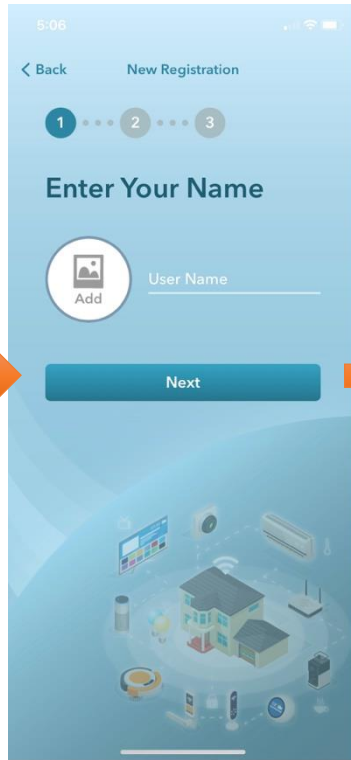 5:06
Back New Registration
1 2 3
Enter Your Name
Add
User Name
Next